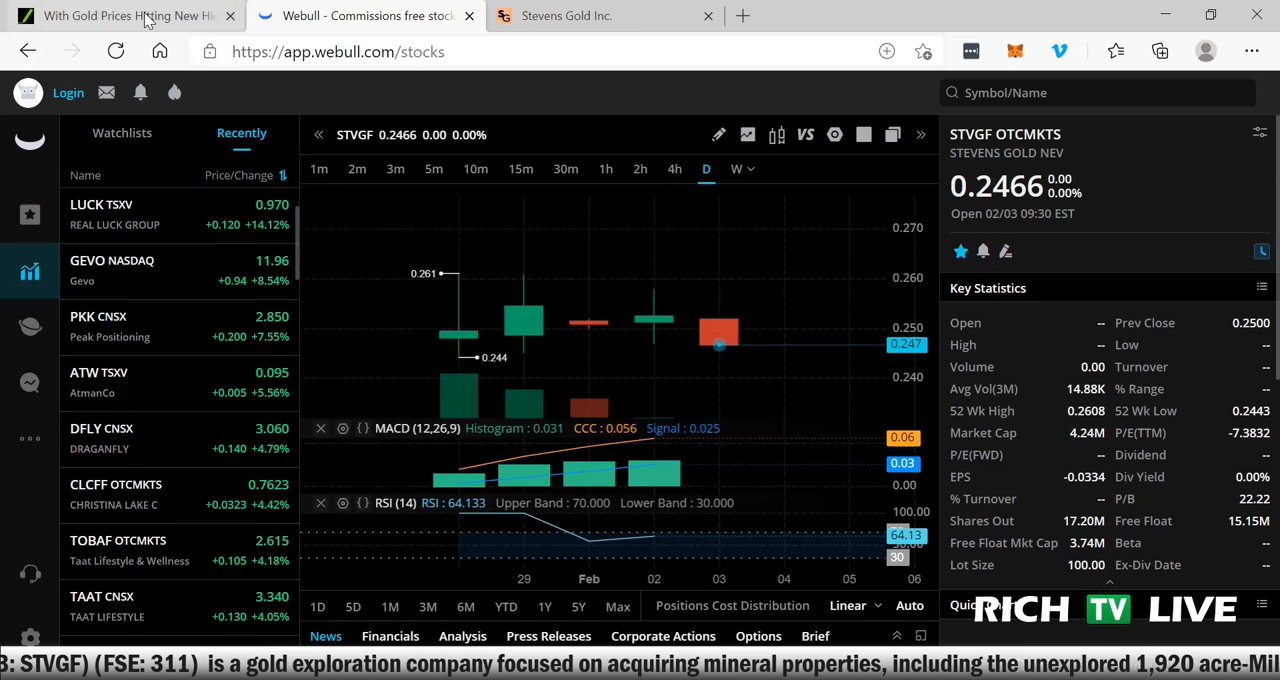 With Gold Prices Hitting New Hi
Webull - Commissions free stock
Stevens Gold Inc.
https://app.webull.com/stocks
Login
Symbol/Name
Watchlists Recently
Name Price/Change
LUCK TSXV 0.970
REAL LUCK GROUP +0.120 +14.12%
GEVO NASDAQ 11.96
Gevo +0.94 +8.54%
PKK CNSX 2.850
Peak Positioning +0.200 +7.55%
ATW TSXV 0.095
AtmanCo +0.005 +5.56%
DFLY CNSX 3.060
DRAGANFLY +0.140 +4.79%
CLCFF OTCMKTS 0.7623
CHRISTINA LAKE C +0.0323 +4.42%
TOBAF OTCMKTS 2.615
Taat Lifestyle & Wellness +0.105 +4.18%
TAAT CNSX 3.340
TAAT LIFESTYLE +0.130 +4.05%
STVGF 0.2466 0.00 0.00%
VS
1m 2m 3m 5m 10m 15m 30m 1h 2h 4h D W
0.270
0.261
0.260
0.250
0.247
0.244
0.240
MACD (12,26,9) Histogram : 0.031 CCC : 0.056 Signal : 0.025
0.06
0.03
0.00
RSI (14) RSI : 64.133 Upper Band : 70.000 Lower Band : 30.000
100.00
64.13
30
29 Feb 02 03 04 05 06
1D 5D 1M 3M 6M YTD 1Y 5Y Max Positions Cost Distribution Linear Auto
News Financials Analysis Press Releases Corporate Actions Options Brief
STVGF OTCMKTS
STEVENS GOLD NEV
0.2466 0.00
0.00%
Open 02/03 09:30 EST
Key Statistics
Open -- Prev Close 0.2500
High -- Low --
Volume 0.00 Turnover --
Avg Vol(3M) 14.88K % Range --
52 Wk High 0.2608 52 Wk Low 0.2443
Market Cap 4.24M P/E(TTM) -7.3832
P/E(FWD) -- Dividend --
EPS -0.0334 Div Yield 0.00%
% Turnover -- P/B 22.22
Shares Out 17.20M Free Float 15.15M
Free Float Mkt Cap 3.74M Beta --
Lot Size 100.00 Ex-Div Date --
RICH TV LIVE
B: STVGF) (FSE: 311) is a gold exploration company focused on acquiring mineral properties, including the unexplored 1,920 acre-Mil